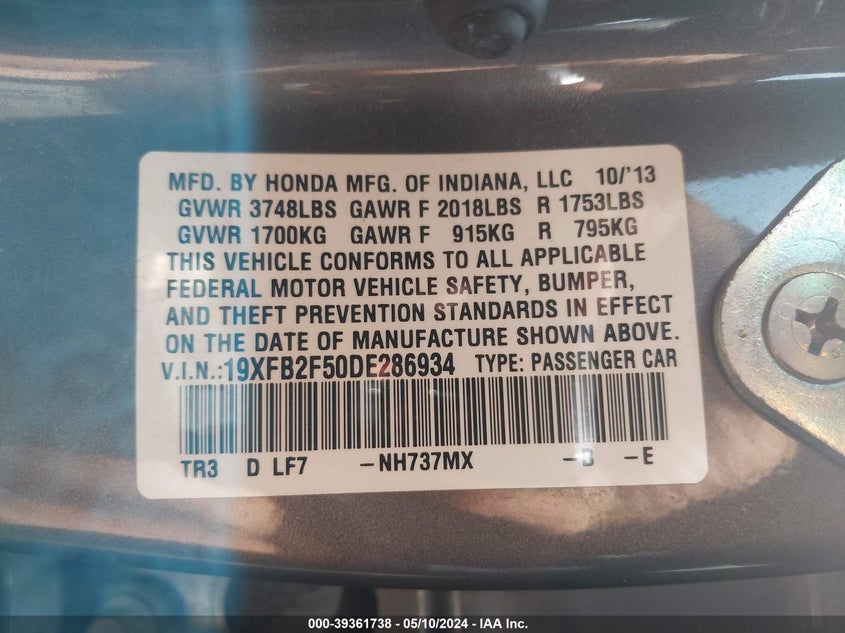 MFD. BY HONDA MFG. OF INDIANA, LLC 10/'13
GVWR 3748LBS GAWR F 2018LBS R 1753LBS
GVWR 1700KG GAWR F 915KG R 795KG
THIS VEHICLE CONFORMS TO ALL APPLICABLE
FEDERAL MOTOR VEHICLE SAFETY, BUMPER,
AND THEFT PREVENTION STANDARDS IN EFFECT
ON THE DATE OF MANUFACTURE SHOWN ABOVE.
V.I.N.:19XFB2F50DE286934 TYPE: PASSENGER CAR
TR3 D LF7 -NH737MX -B -E
000-39361738 - 05/10/2024 - IAA Inc.